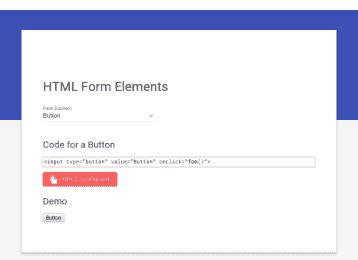 HTML Form Elements
Form Element
Button
Code for a Button
<input type="button" value="Button" onclick="foo()">
Demo
Button